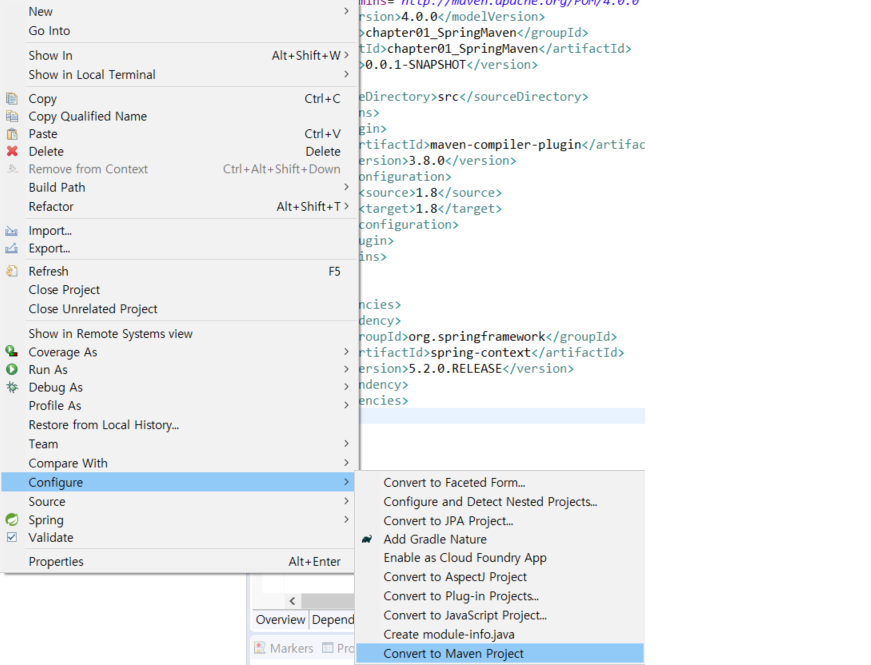 New
Go Into
Show In Alt+Shift+W >
Show in Local Terminal
Copy Ctrl+C
Copy Qualified Name
Paste Ctrl+V
Delete Delete
Remove from Context Ctrl+Alt+Shift+Down
Build Path
Refactor Alt+Shift+T >
Import...
Export...
Refresh F5
Close Project
Close Unrelated Project
Show in Remote Systems view
Coverage As
Run As
Debug As
Profile As
Restore from Local History...
Team
Compare With
Configure
Source
Spring
Validate
Properties Alt+Enter
mlns="http://maven.apache.org/POM/4.0.0
rsion>4.0.0</modelVersion>
>chapter01_SpringMaven</groupId>
tId>chapter01_SpringMaven</artifactId>
>0.0.1-SNAPSHOT</version>
eDirectory>src</sourceDirectory>
ns>
gin>
rtifactId>maven-compiler-plugin</artifac
ersion>3.8.0</version>
onfiguration>
<source>1.8</source>
<target>1.8</target>
configuration>
ugin>
ins>
ncies>
dency>
roupId>org.springframework</groupId>
rtifactId>spring-context</artifactId>
ersion>5.2.0.RELEASE</version>
ndency>
encies>
Convert to Faceted Form...
Configure and Detect Nested Projects...
Convert to JPA Project...
Add Gradle Nature
Enable as Cloud Foundry App
Convert to AspectJ Project
Convert to Plug-in Projects...
Convert to JavaScript Project...
Create module-info.java
Convert to Maven Project
Overview Depend
Markers Pro